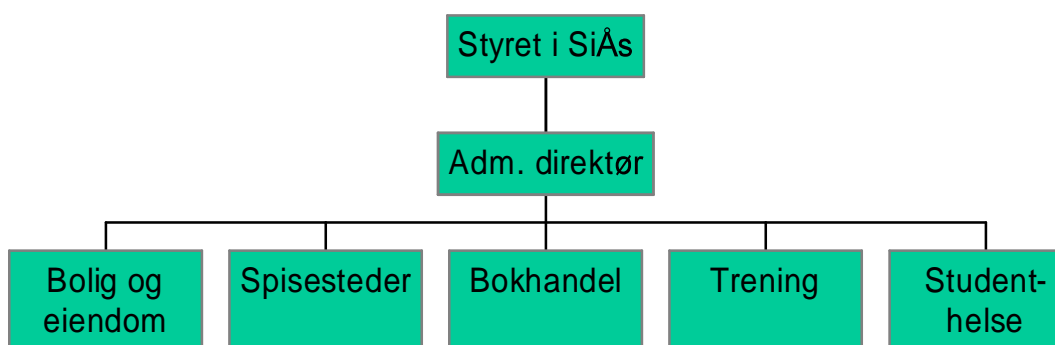 Styret i SiÅs
Adm. direktør
Bolig og
eiendom
Spisesteder
Bokhandel
Trening
Student-
helse